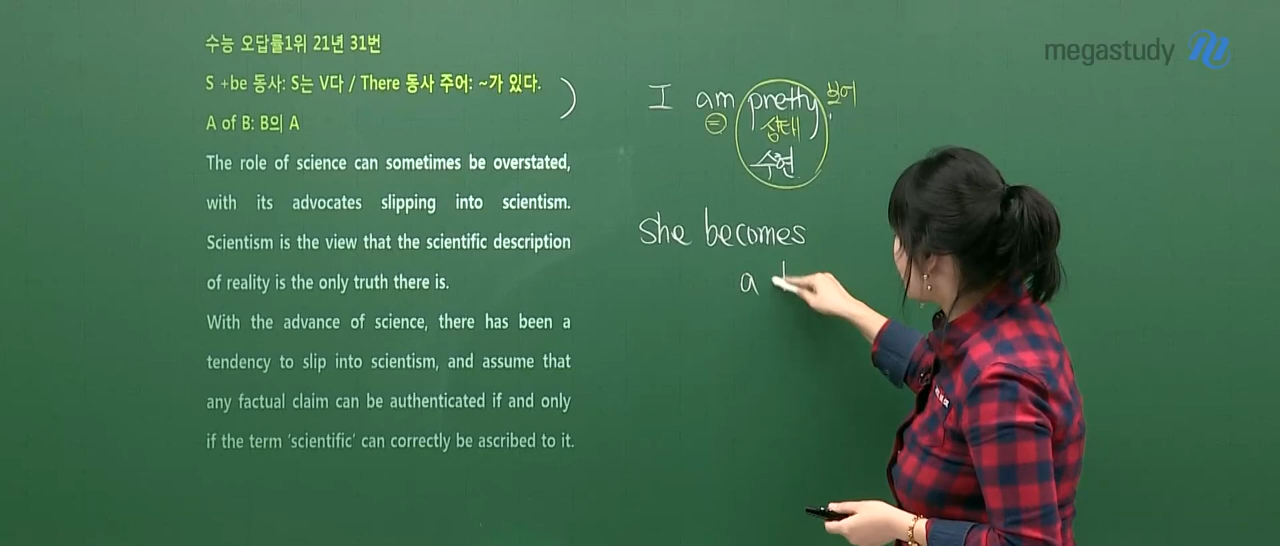 수능 오답률1위 21년 31번
S +be 동사: S는 V다 / There 동사 주어: ~가 있다.
A of B: B의 A
The role of science can sometimes be overstated,
with its advocates slipping into scientism.
Scientism is the view that the scientific description
of reality is the only truth there is.
With the advance of science, there has been a
tendency to slip into scientism, and assume that
any factual claim can be authenticated if and only
if the term ‘scientific’ can correctly be ascribed to it.
megastudy
I am pretty 보어
= 상태
수현
She becomes
a